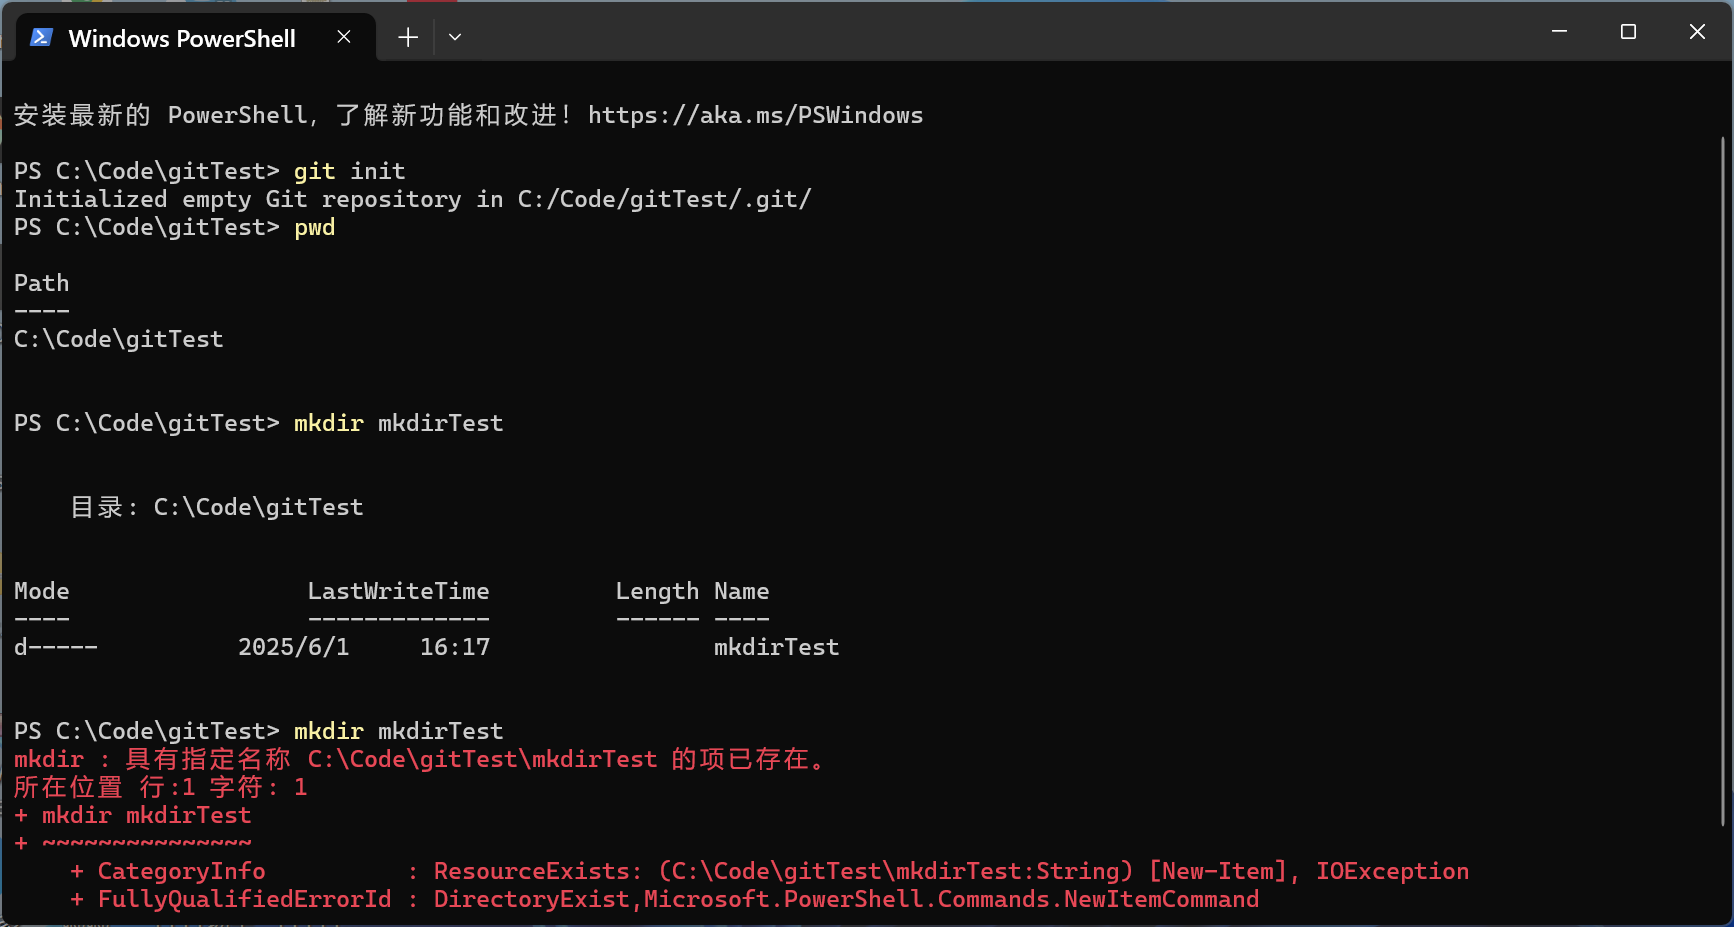 Windows PowerShell
安装最新的 PowerShell，了解新功能和改进！https://aka.ms/PSWindows
PS C:\Code\gitTest> git init
Initialized empty Git repository in C:/Code/gitTest/.git/
PS C:\Code\gitTest> pwd
Path
----
C:\Code\gitTest
PS C:\Code\gitTest> mkdir mkdirTest
    目录: C:\Code\gitTest
Mode                 LastWriteTime         Length Name
----                 -------------         ------ ----
d-----          2025/6/1     16:17                mkdirTest
PS C:\Code\gitTest> mkdir mkdirTest
mkdir : 具有指定名称 C:\Code\gitTest\mkdirTest 的项已存在。
所在位置 行:1 字符: 1
+ mkdir mkdirTest
+ ~~~~~~~~~~~~~~~
    + CategoryInfo          : ResourceExists: (C:\Code\gitTest\mkdirTest:String) [New-Item], IOException
    + FullyQualifiedErrorId : DirectoryExist,Microsoft.PowerShell.Commands.NewItemCommand